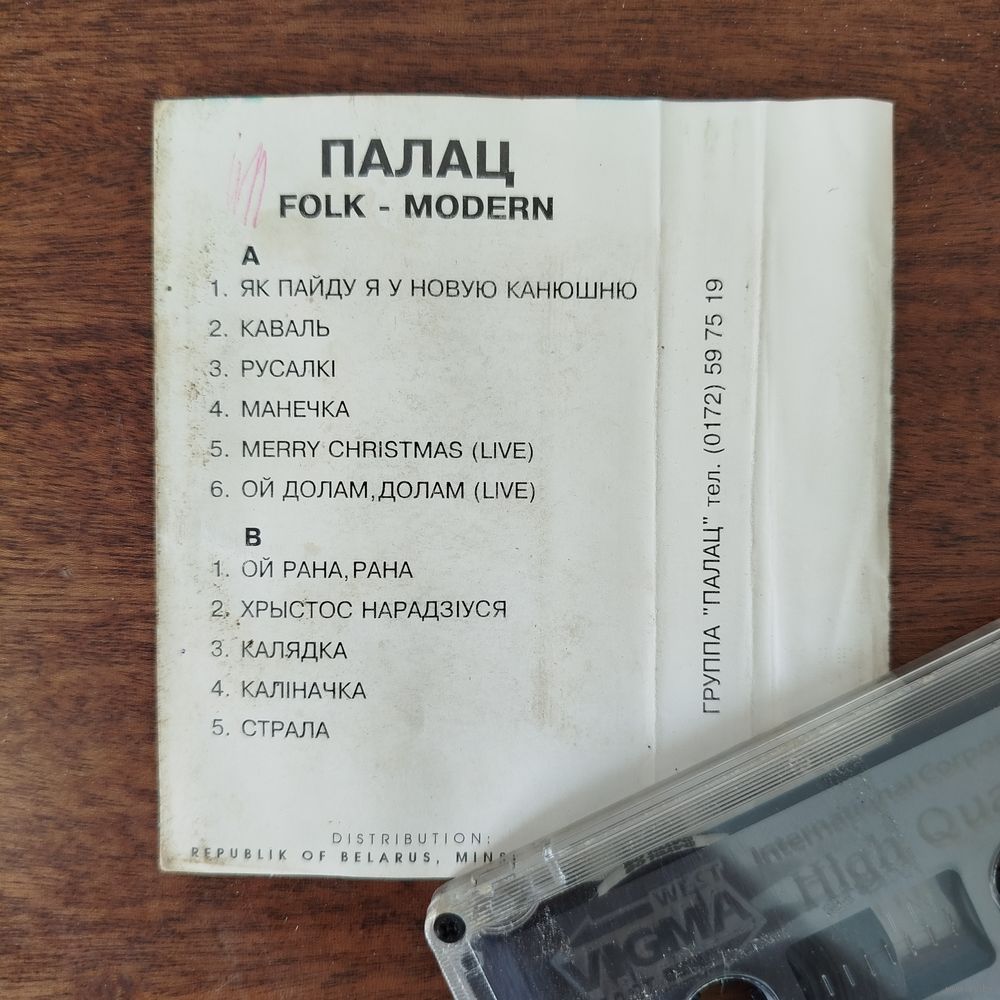 ПАЛАЦ
FOLK - MODERN
A
1. ЯК ПАЙДУ Я У НОВУЮ КАНЮШНЮ
2. КАВАЛЬ
3. РУСАЛКІ
4. МАНЕЧКА
5. MERRY CHRISTMAS (LIVE)
6. ОЙ ДОЛАМ, ДОЛАМ (LIVE)
B
1. ОЙ РАНА, РАНА
2. ХРЫСТОС НАРАДЗІУСЯ
3. КАЛЯДКА
4. КАЛІНАЧКА
5. СТРАЛА
DISTRIBUTION:
REPUBLIK OF BELARUS,
ГРУППА "ПАЛАЦ" тел. (0172) 59 75 19
International
High
WEST
VIGMA